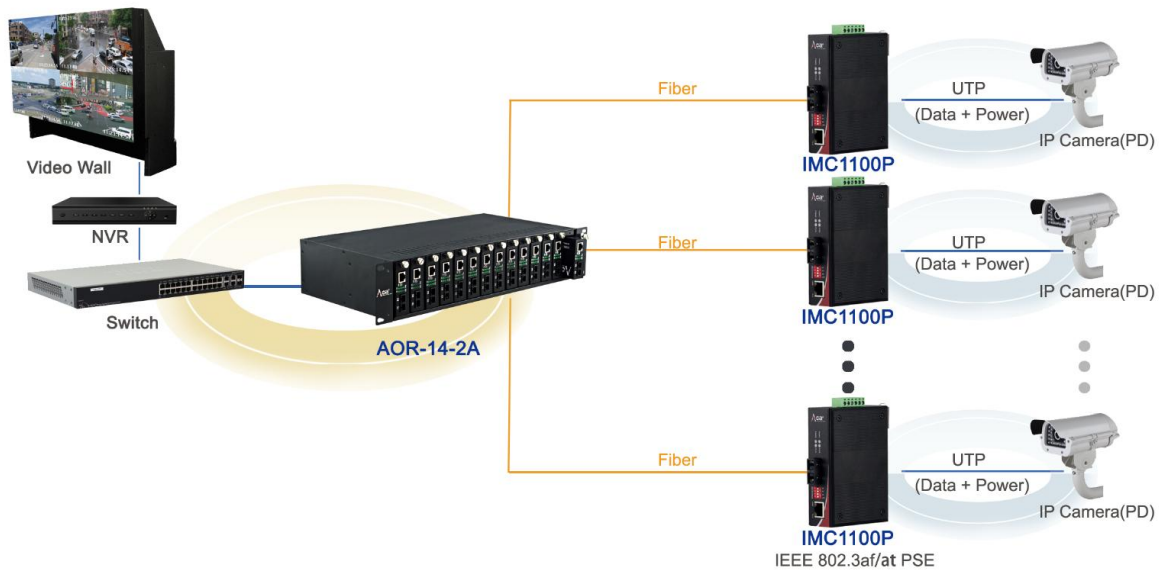 Video Wall
NVR
Switch
AOR-14-2A
Fiber
IMC1100P
UTP
(Data + Power)
IP Camera(PD)
Fiber
IMC1100P
UTP
(Data + Power)
IP Camera(PD)
Fiber
IMC1100P
IEEE 802.3af/at PSE
UTP
(Data + Power)
IP Camera(PD)